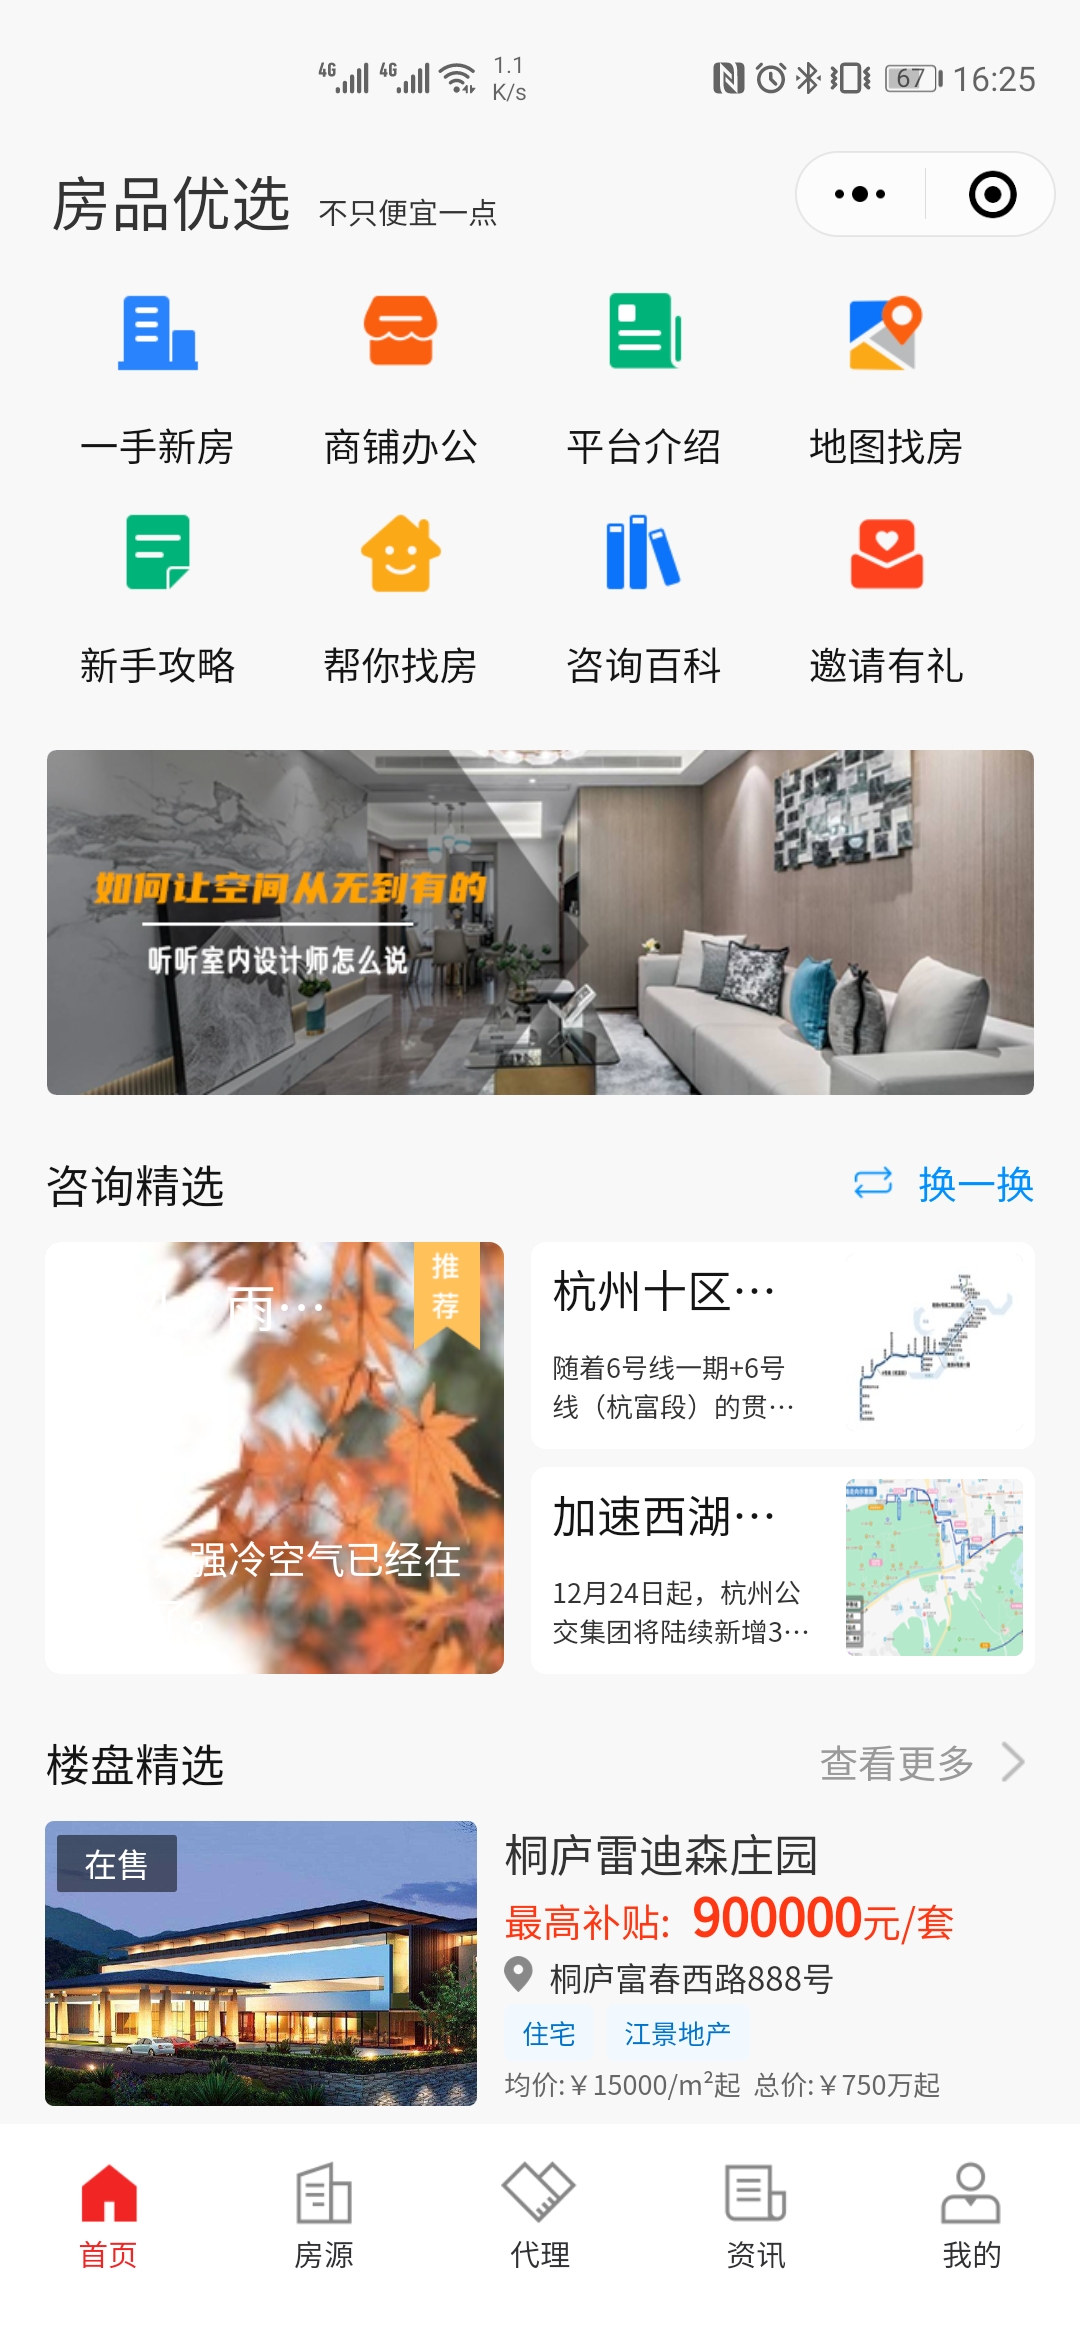 4G 4G 1.1 K/s 67 16:25
房品优选 不只便宜一点
一手新房 商铺办公 平台介绍 地图找房
新手攻略 帮你找房 咨询百科 邀请有礼
如何让空间从无到有的
听听室内设计师怎么说
咨询精选 换一换
推荐
雨…
强冷空气已经在
杭州十区…
随着6号线一期+6号
线（杭富段）的贯…
加速西湖…
12月24日起，杭州公
交集团将陆续新增3…
楼盘精选 查看更多
在售
桐庐雷迪森庄园
最高补贴: 900000元/套
桐庐富春西路888号
住宅 江景地产
均价:￥15000/m²起 总价:￥750万起
首页 房源 代理 资讯 我的